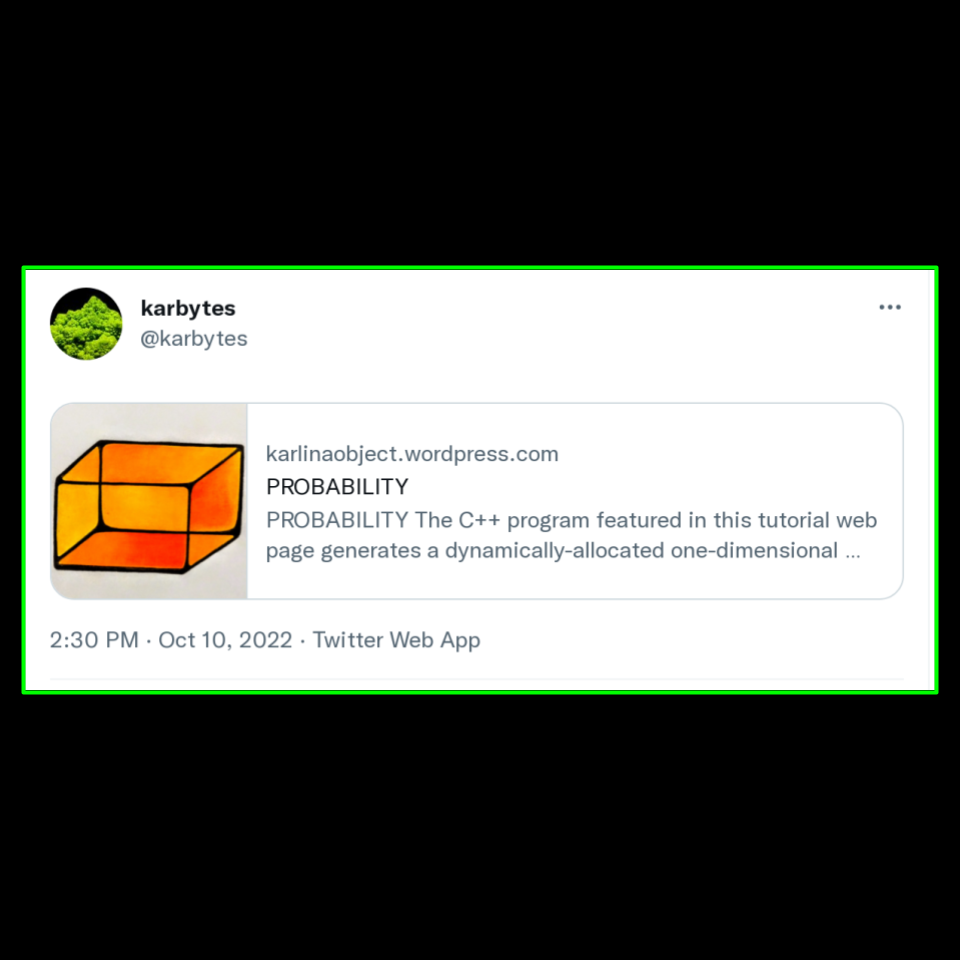 karbytes
@karbytes
karlinaobject.wordpress.com
PROBABILITY
PROBABILITY The C++ program featured in this tutorial web
page generates a dynamically-allocated one-dimensional ...
2:30 PM · Oct 10, 2022 · Twitter Web App